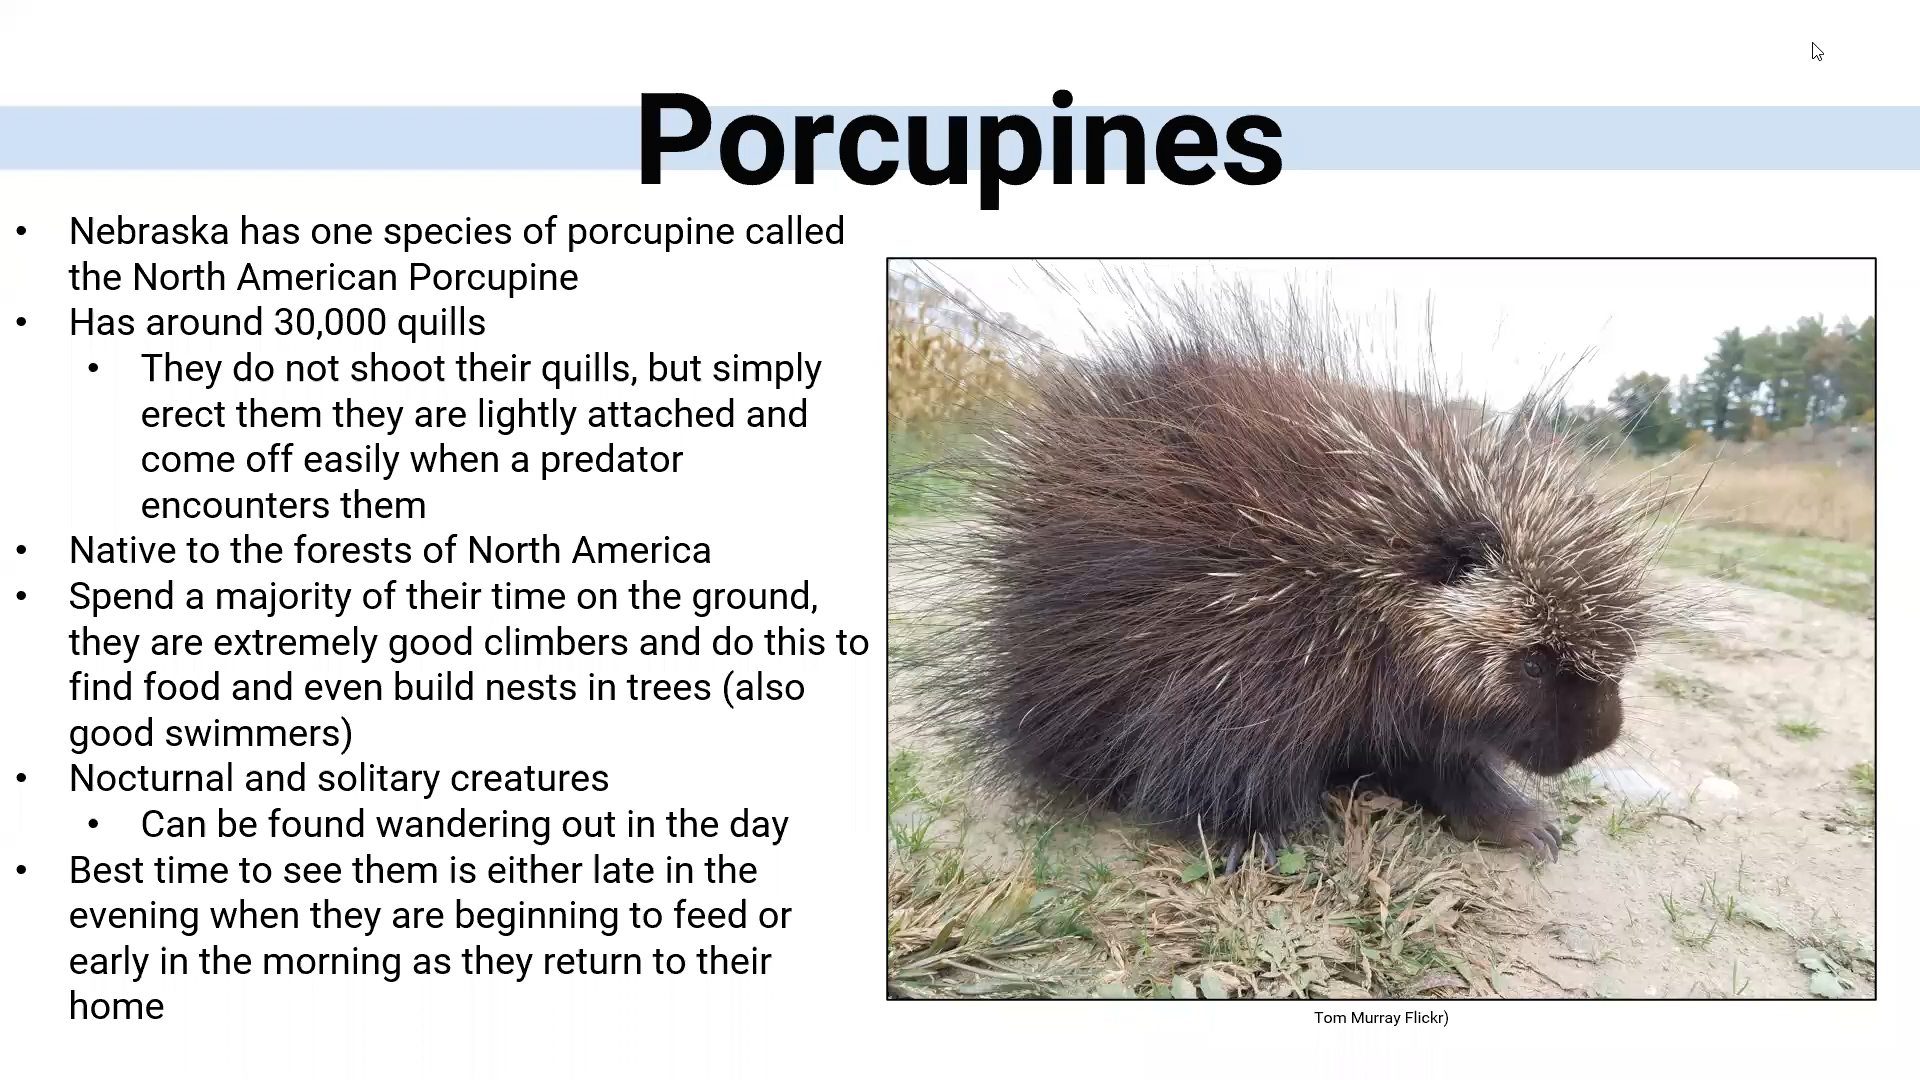 Porcupines
• Nebraska has one species of porcupine called
the North American Porcupine
• Has around 30,000 quills
• They do not shoot their quills, but simply
erect them they are lightly attached and
come off easily when a predator
encounters them
• Native to the forests of North America
• Spend a majority of their time on the ground,
they are extremely good climbers and do this to
find food and even build nests in trees (also
good swimmers)
• Nocturnal and solitary creatures
• Can be found wandering out in the day
• Best time to see them is either late in the
evening when they are beginning to feed or
early in the morning as they return to their
home
Tom Murray Flickr)